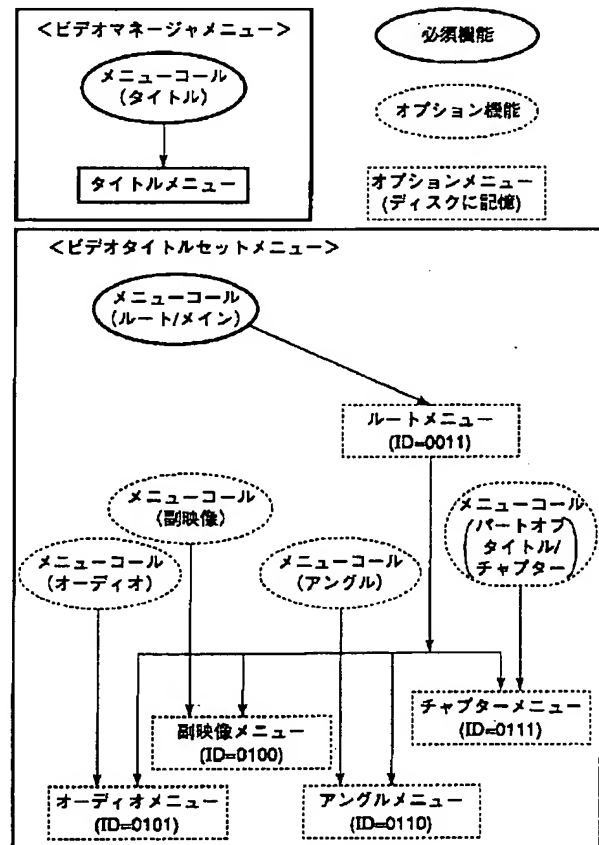 <ビデオマネージャメニュー>
メニューコール
(タイトル)
タイトルメニュー
必須機能
オプション機能
オプションメニュー
(ディスクに記憶)
<ビデオタイトルセットメニュー>
メニューコール
(ルート/メイン)
ルートメニュー
(ID=0011)
メニューコール
(副映像)
メニューコール
(オーディオ)
メニューコール
(アングル)
メニューコール
(パートオブ
タイトル/
チャプター)
副映像メニュー
(ID=0100)
チャプターメニュー
(ID=0111)
オーディオメニュー
(ID=0101)
アングルメニュー
(ID=0110)